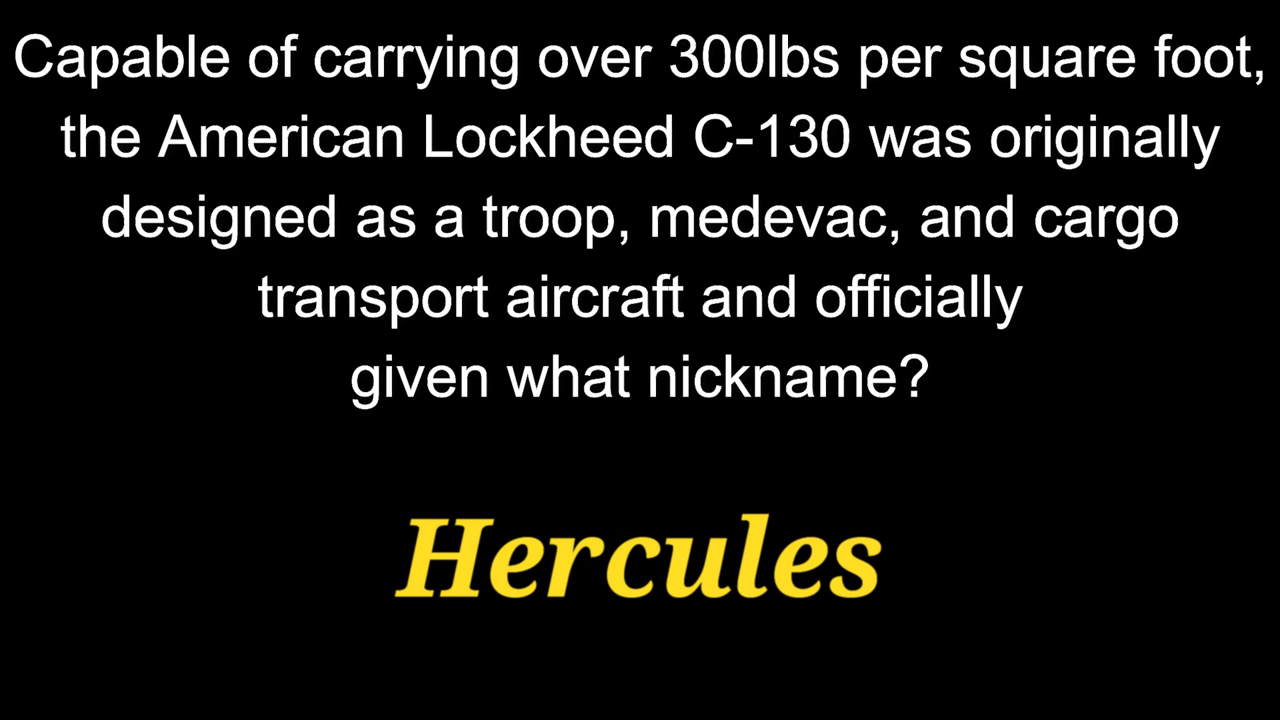 Capable of carrying over 300lbs per square foot,
the American Lockheed C-130 was originally
designed as a troop, medevac, and cargo
transport aircraft and officially
given what nickname?
Hercules